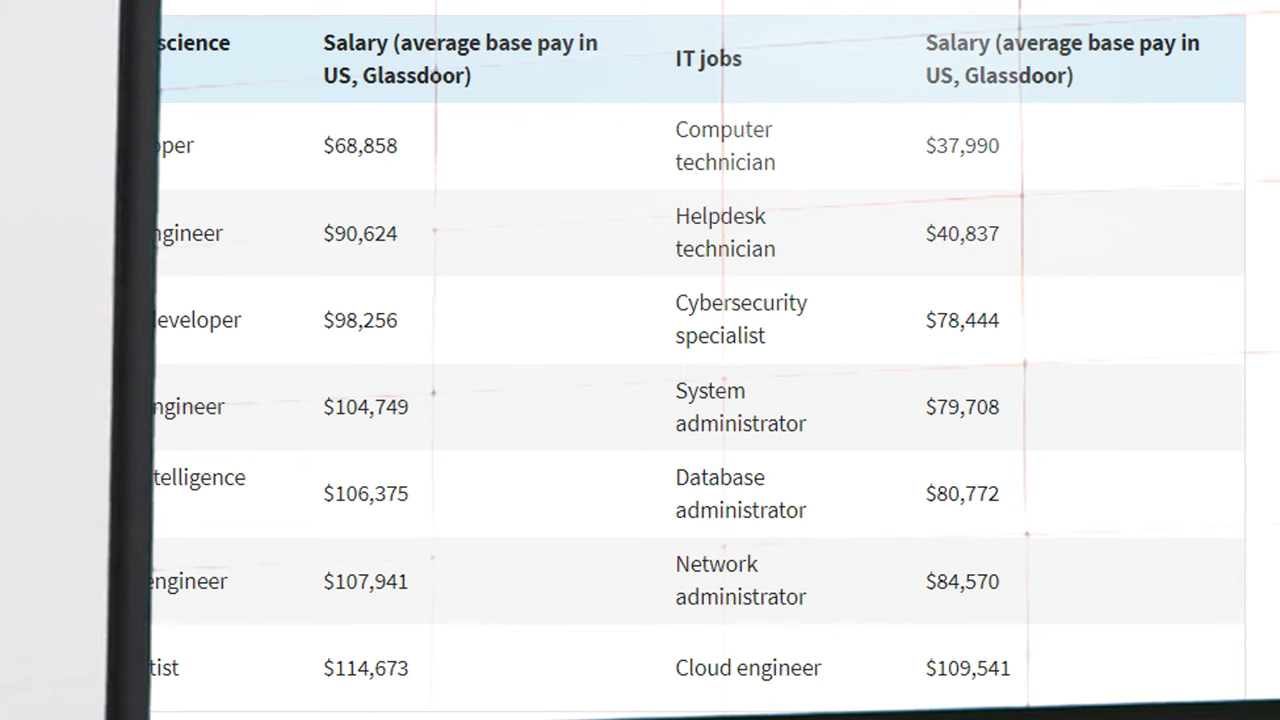 science
Salary (average base pay in
US, Glassdoor)
IT jobs
Salary (average base pay in
US, Glassdoor)
$68,858
Computer
technician
$37,990
$90,624
Helpdesk
technician
$40,837
$98,256
Cybersecurity
specialist
$78,444
$104,749
System
administrator
$79,708
$106,375
Database
administrator
$80,772
engineer
$107,941
Network
administrator
$84,570
$114,673
Cloud engineer
$109,541